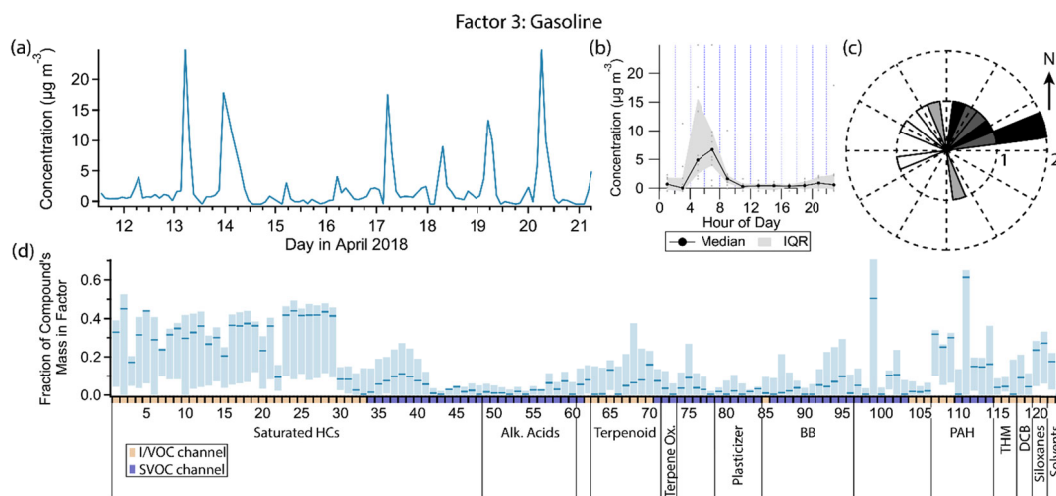 Factor 3: Gasoline
(a)
Concentration (µg m⁻³)
20
15
10
5
0
12 13 14 15 16 17 18 19 20 21
Day in April 2018
(b)
Concentration (µg m⁻³)
20
15
10
5
0
0 5 10 15 20
Hour of Day
Median IQR
(c)
N
1 2
(d)
Fraction of Compound's
Mass in Factor
0.6
0.4
0.2
0.0
5 10 15 20 25 30 35 40 45 50 55 60 65 70 75 80 85 90 95 100 105 110 115 120
Saturated HCs
Alk. Acids
Terpenoid
Terpene Ox.
Plasticizer
BB
PAH
THM
DCB
Siloxanes
Solvents
I/VOC channel
SVOC channel